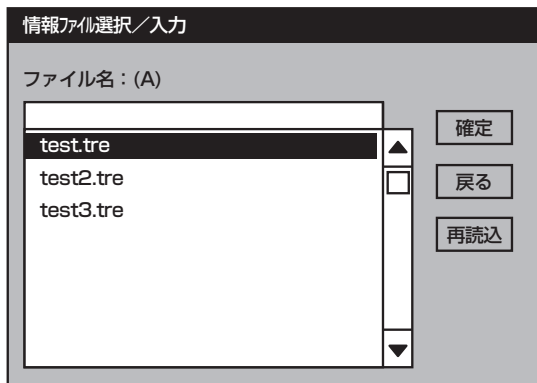 情報ファイル選択／入力
ファイル名：(A)
test.tre
test2.tre
test3.tre
確定
戻る
再読込